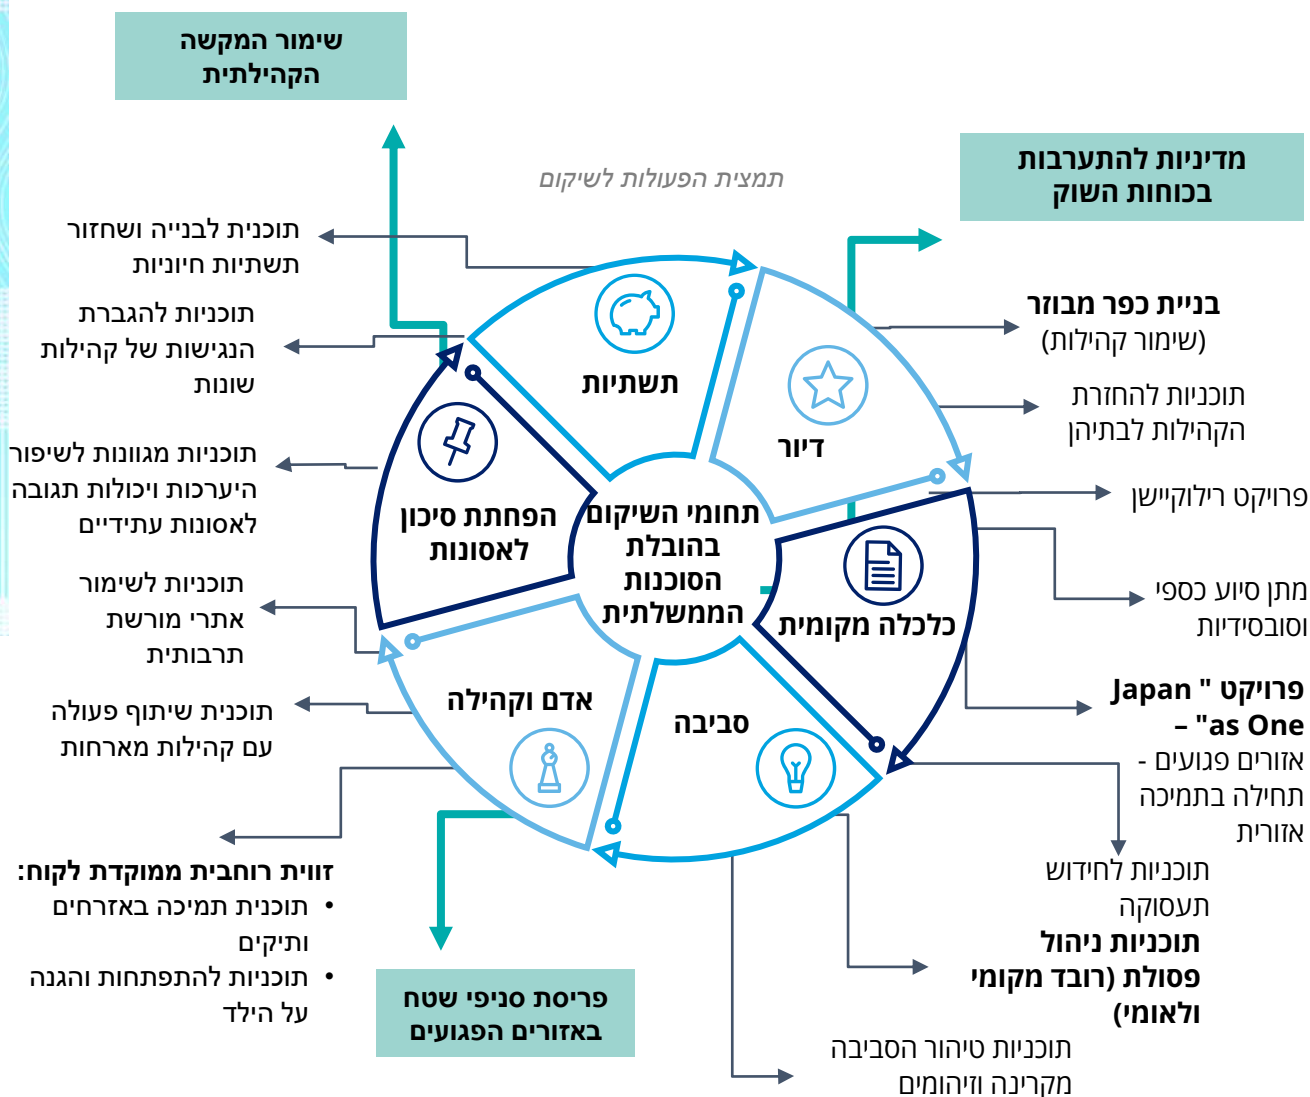 שימור המקשה
הקהילתית
מדיניות להתערבות
בכוחות השוק
תמצית הפעולות לשיקום
תוכנית לבנייה ושחזור
תשתיות חיוניות
תוכניות להגברת
הנגישות של קהילות
שונות
תוכניות מגוונות לשיפור
היערכות ויכולות תגובה
לאסונות עתידיים
תוכניות לשימור
אתרי מורשת
תרבותית
תוכנית שיתוף פעולה
עם קהילות מארחות
זווית רוחבית ממוקדת לקוח:
• תוכנית תמיכה באזרחים
ותיקים
• תוכניות להתפתחות והגנה
על הילד
תשתיות
דיור
כלכלה מקומית
סביבה
אדם וקהילה
הפחתת סיכון
לאסונות
תחומי השיקום
בהובלת
הסוכנות
הממשלתית
בניית כפר מבוזר
(שימור קהילות)
תוכניות להחזרת
הקהילות לבתיהן
פרויקט רילוקיישן
מתן סיוע כספי
וסובסידיות
פרויקט " Japan
as One" –
אזורים פגועים -
תחילה בתמיכה
אזורית
תוכניות לחידוש
תעסוקה
תוכניות ניהול
פסולת (רובד מקומי
ולאומי)
תוכניות טיהור הסביבה
מקרינה וזיהומים
פריסת סניפי שטח
באזורים הפגועים